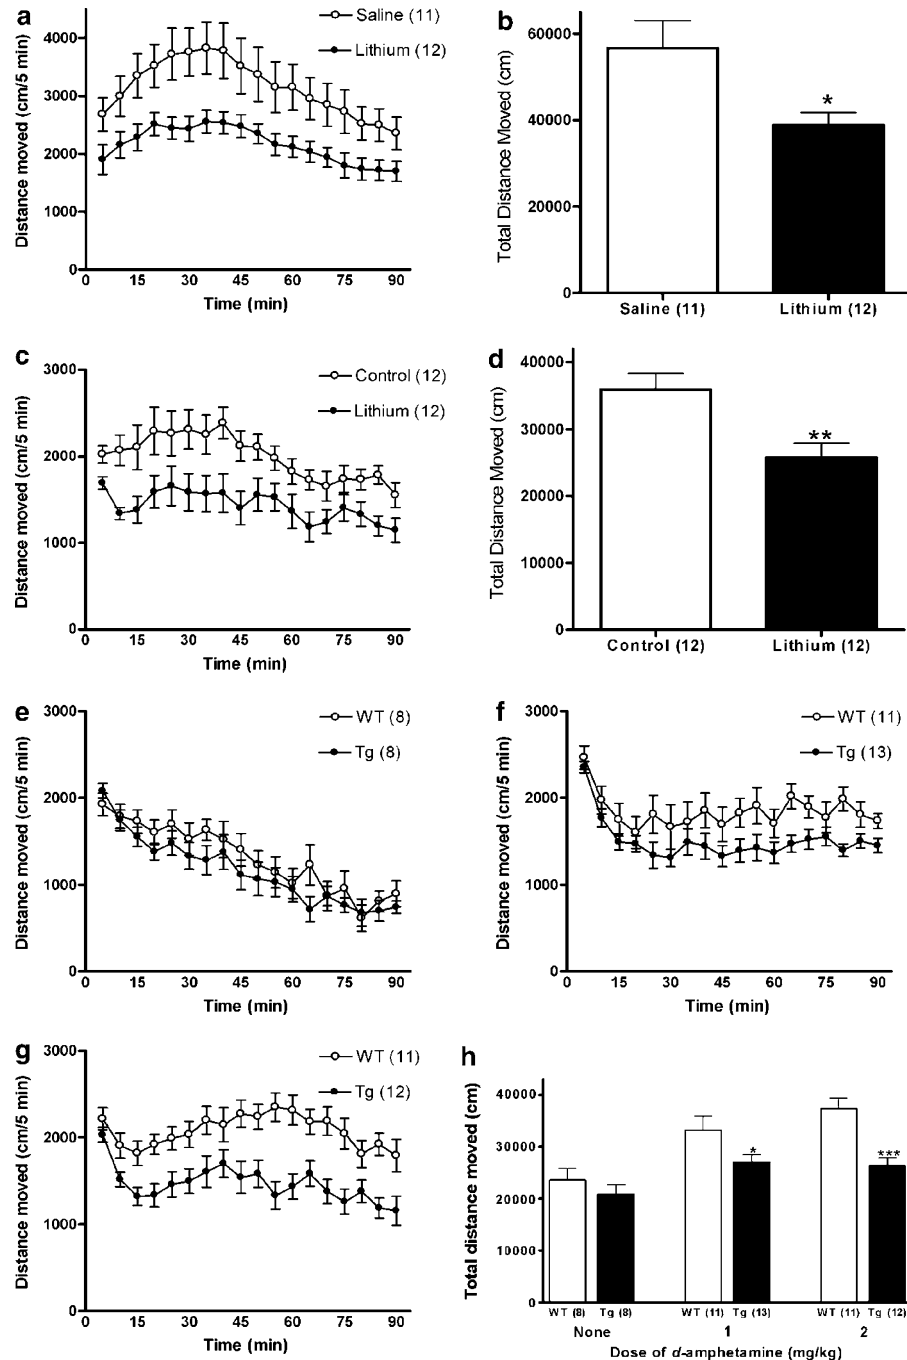 a
Saline (11)
Lithium (12)
Distance moved (cm/5 min)
4000
3000
2000
1000
0
0 15 30 45 60 75 90
Time (min)
b
Total Distance Moved (cm)
60000
40000
20000
0
*
Saline (11) Lithium (12)
c
Control (12)
Lithium (12)
Distance moved (cm/5 min)
3000
2000
1000
0
0 15 30 45 60 75 90
Time (min)
d
Total Distance Moved (cm)
40000
30000
20000
10000
0
**
Control (12) Lithium (12)
e
WT (8)
Tg (8)
Distance moved (cm/5 min)
3000
2000
1000
0
0 15 30 45 60 75 90
Time (min)
f
WT (11)
Tg (13)
Distance moved (cm/5 min)
3000
2000
1000
0
0 15 30 45 60 75 90
Time (min)
g
WT (11)
Tg (12)
Distance moved (cm/5 min)
3000
2000
1000
0
0 15 30 45 60 75 90
Time (min)
h
Total distance moved (cm)
40000
30000
20000
10000
0
*
***
WT (8) Tg (8) WT (11) Tg (13) WT (11) Tg (12)
None 1 2
Dose of d-amphetamine (mg/kg)